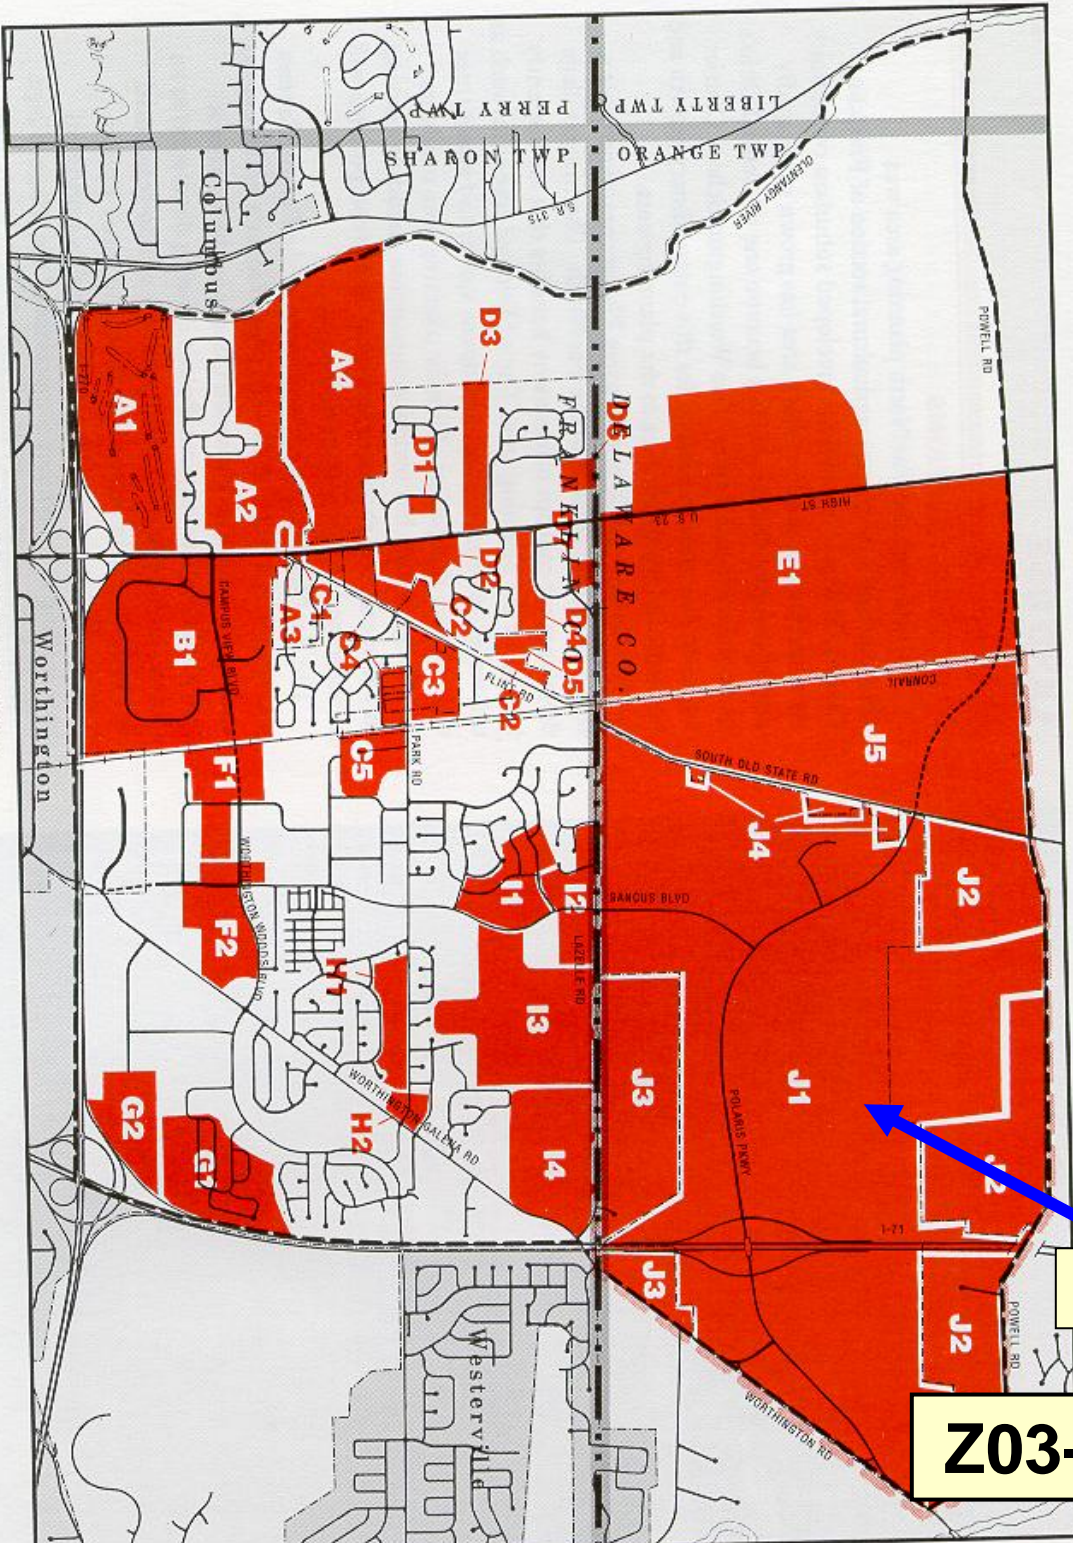 PERRY TWP
LIBERTY TWP
SHARON TWP
ORANGE TWP
Columbus
S.R. 315
OLENTANGY RIVER
POWELL RD
D3
A4
A1
I-270
D1
A2
D6
FRANKLIN CO.
DELAWARE CO.
HIGH ST
U.S. 23
D7
E1
D2
C1
A3
C2
D4
D5
CAMPUS VIEW BLVD
B1
C4
C3
FLINT RD
C2
CONRAIL
Worthington
F1
C5
PARK RD
SOUTH OLD STATE RD
J5
J4
J2
WORTHINGTON WOODS BLVD
F2
I1
I2
SANCUS BLVD
LAZELLE RD
H1
I3
J3
J1
POLARIS PKWY
WORTHINGTON-GALENA RD
G2
G1
H2
I4
J2
I-71
J3
J2
POWELL RD
Westerville
WORTHINGTON RD
Z03-